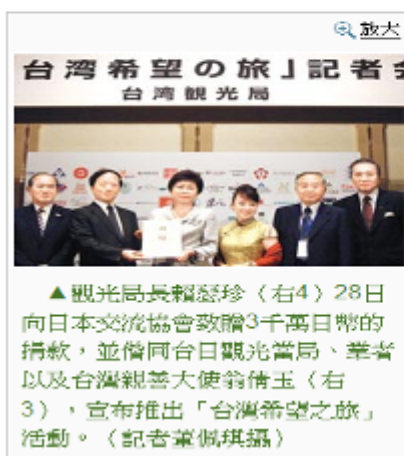 放大
台湾希望の旅」記者会
台湾観光局
▲觀光局長賴瑟珍（右4）28日
向日本交流協會致贈3千萬日幣的
捐款，並偕同台日觀光當局、業者
以及台灣親善大使翁倩玉（右
3），宣布推出「台灣希望之旅」
活動。（記者董佩琪攝）